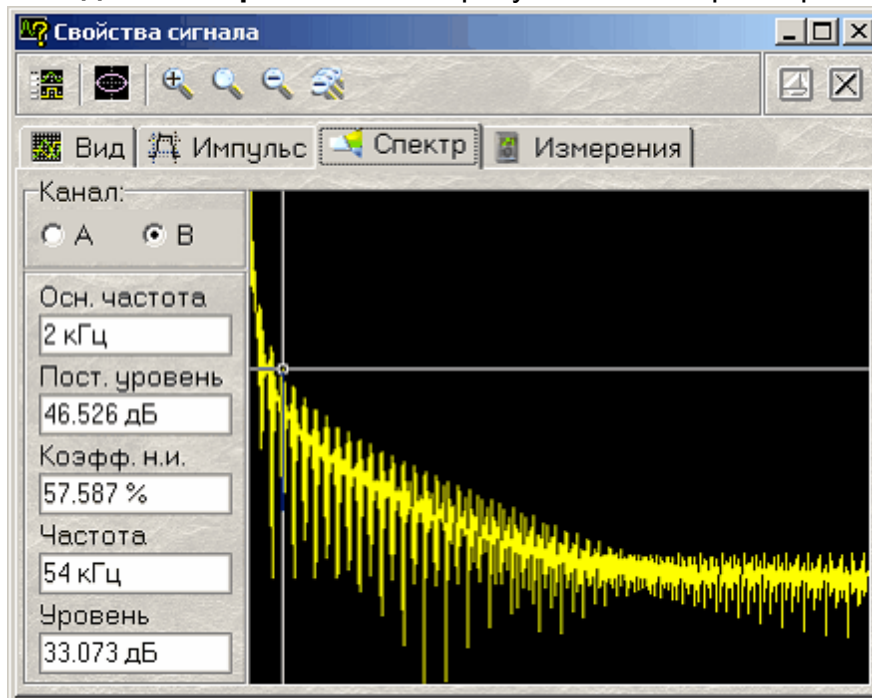 Свойства сигнала
Вид Импульс Спектр Измерения
Канал:
А В
Осн. частота
2 кГц
Пост. уровень
46.526 дБ
Коэфф. н.и.
57.587 %
Частота
54 кГц
Уровень
33.073 дБ